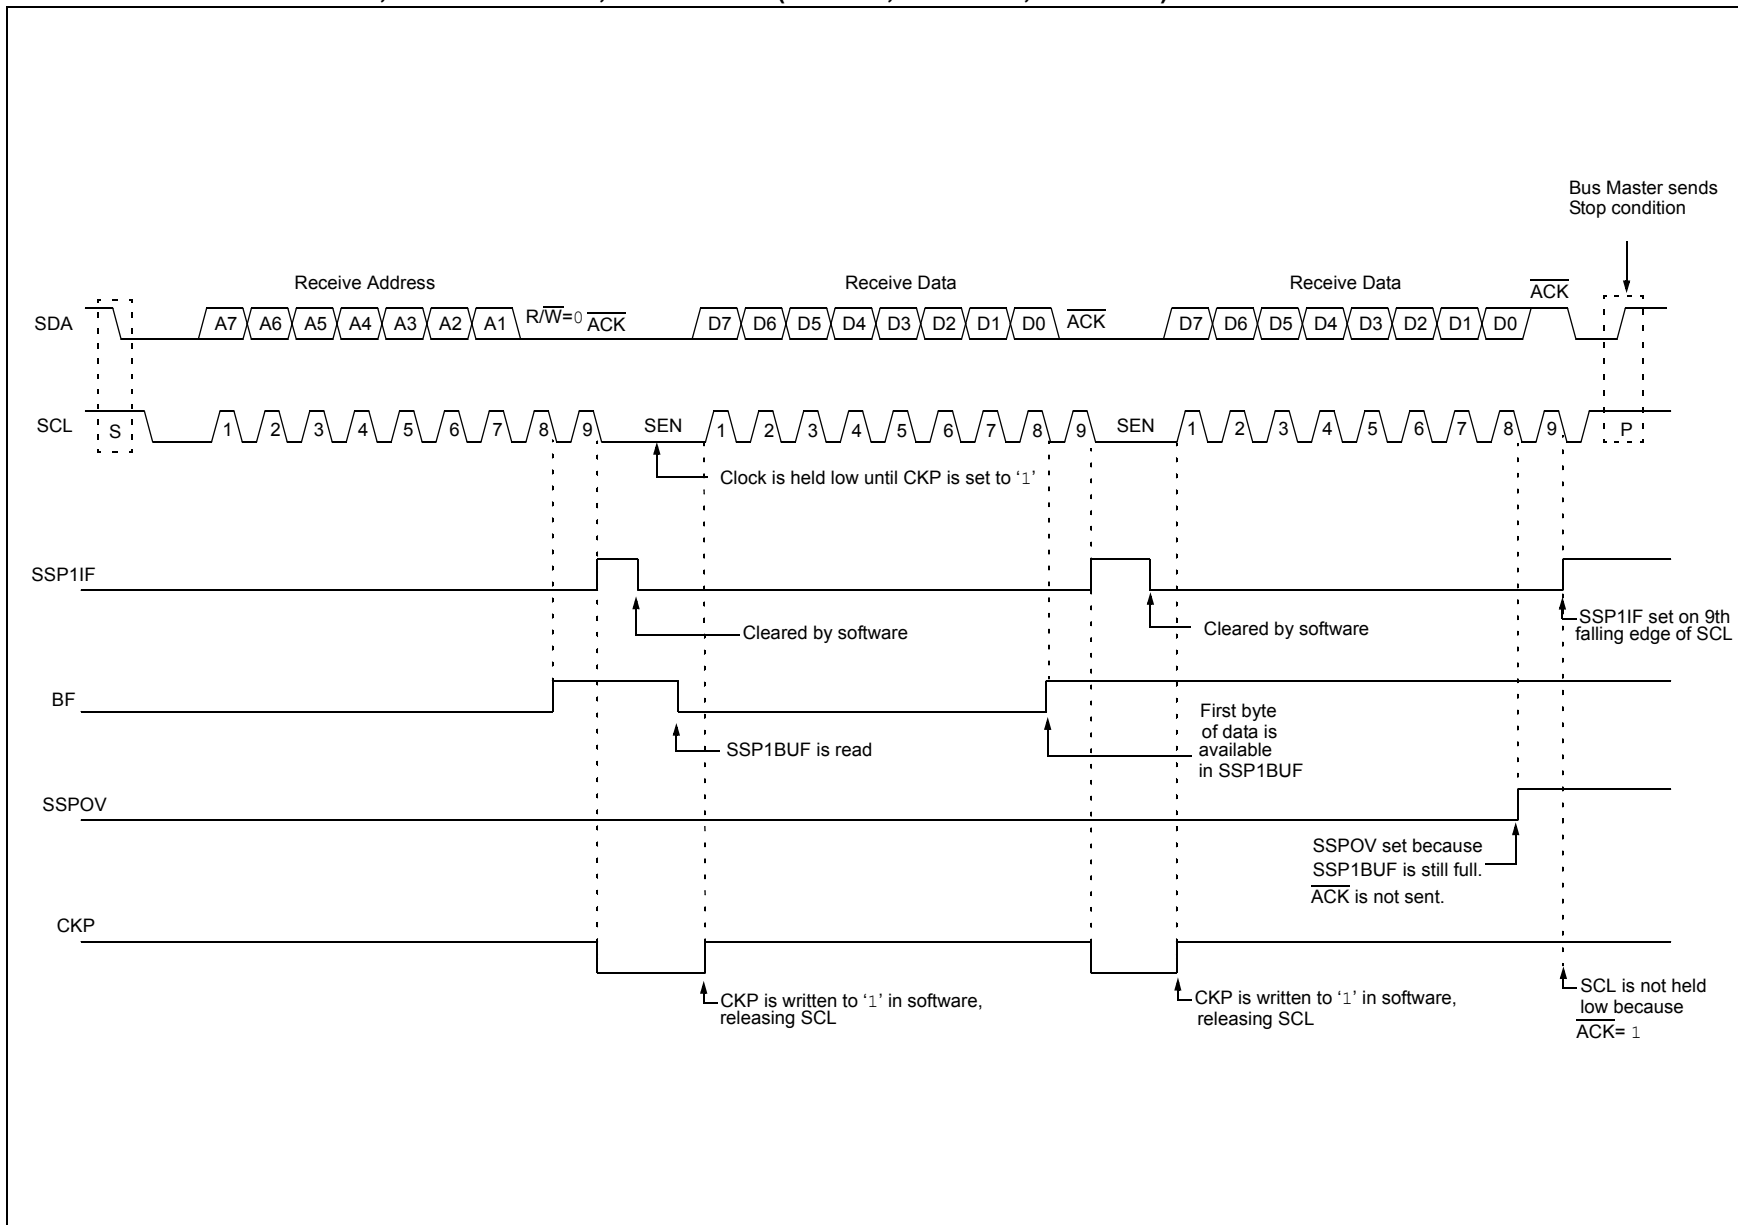 Bus Master sends
Stop condition
Receive Address
Receive Data
Receive Data
ACK
SDA
A7 A6 A5 A4 A3 A2 A1 R/W=0 ACK
D7 D6 D5 D4 D3 D2 D1 D0 ACK
D7 D6 D5 D4 D3 D2 D1 D0
SCL
S
1 2 3 4 5 6 7 8 9 SEN
1 2 3 4 5 6 7 8 9 SEN
1 2 3 4 5 6 7 8 9
P
Clock is held low until CKP is set to ‘1’
SSP1IF
Cleared by software
Cleared by software
SSP1IF set on 9th
falling edge of SCL
BF
SSP1BUF is read
First byte
of data is
available
in SSP1BUF
SSPOV
SSPOV set because
SSP1BUF is still full.
ACK is not sent.
CKP
CKP is written to ‘1’ in software,
releasing SCL
CKP is written to ‘1’ in software,
releasing SCL
SCL is not held
low because
ACK= 1